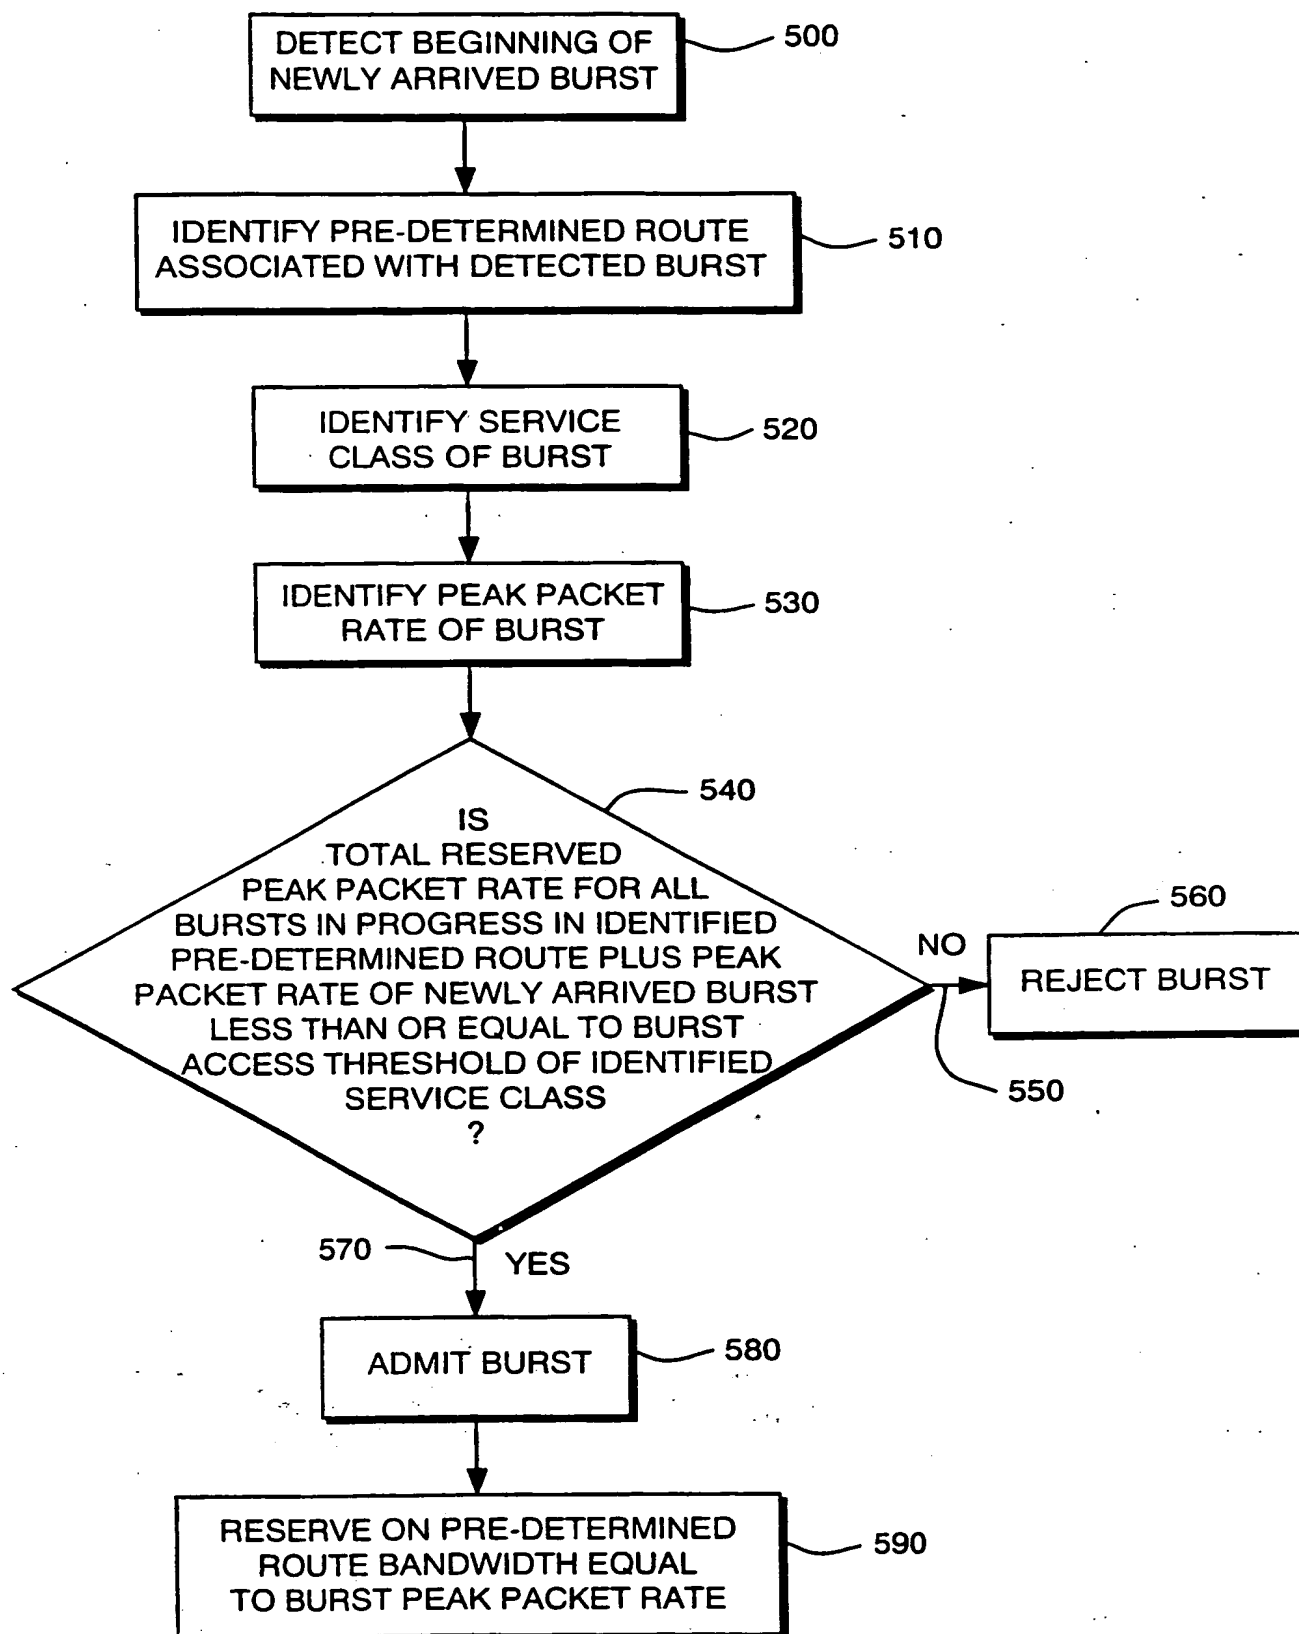 DETECT BEGINNING OF
NEWLY ARRIVED BURST
500
IDENTIFY PRE-DETERMINED ROUTE
ASSOCIATED WITH DETECTED BURST
510
IDENTIFY SERVICE
CLASS OF BURST
520
IDENTIFY PEAK PACKET
RATE OF BURST
530
540
IS
TOTAL RESERVED
PEAK PACKET RATE FOR ALL
BURSTS IN PROGRESS IN IDENTIFIED
PRE-DETERMINED ROUTE PLUS PEAK
PACKET RATE OF NEWLY ARRIVED BURST
LESS THAN OR EQUAL TO BURST
ACCESS THRESHOLD OF IDENTIFIED
SERVICE CLASS
?
NO
550
560
REJECT BURST
570
YES
ADMIT BURST
580
RESERVE ON PRE-DETERMINED
ROUTE BANDWIDTH EQUAL
TO BURST PEAK PACKET RATE
590